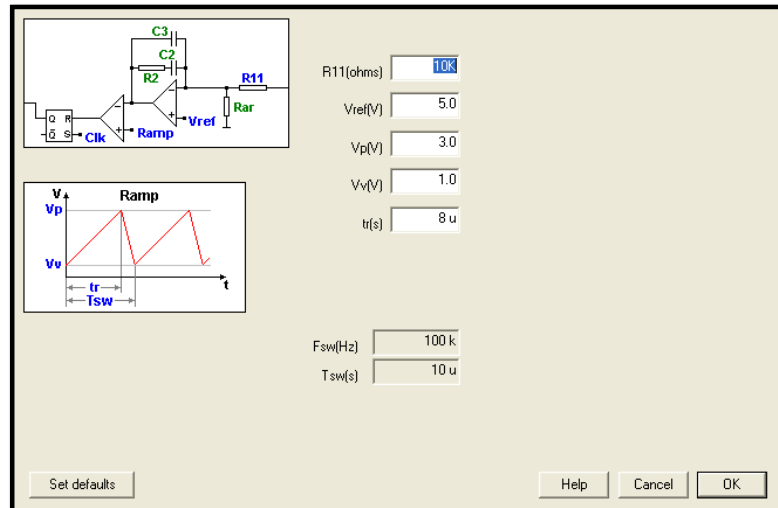 C3
C2
R2
R11
Rar
Vref
Ramp
Clk
Q R
Q S
R11(ohms) 10K
Vref(V) 5.0
Vp(V) 3.0
Vv(V) 1.0
tr(s) 8 u
V
Ramp
Vp
Vv
t
tr
Tsw
Fsw(Hz) 100 k
Tsw(s) 10 u
Set defaults Help Cancel OK